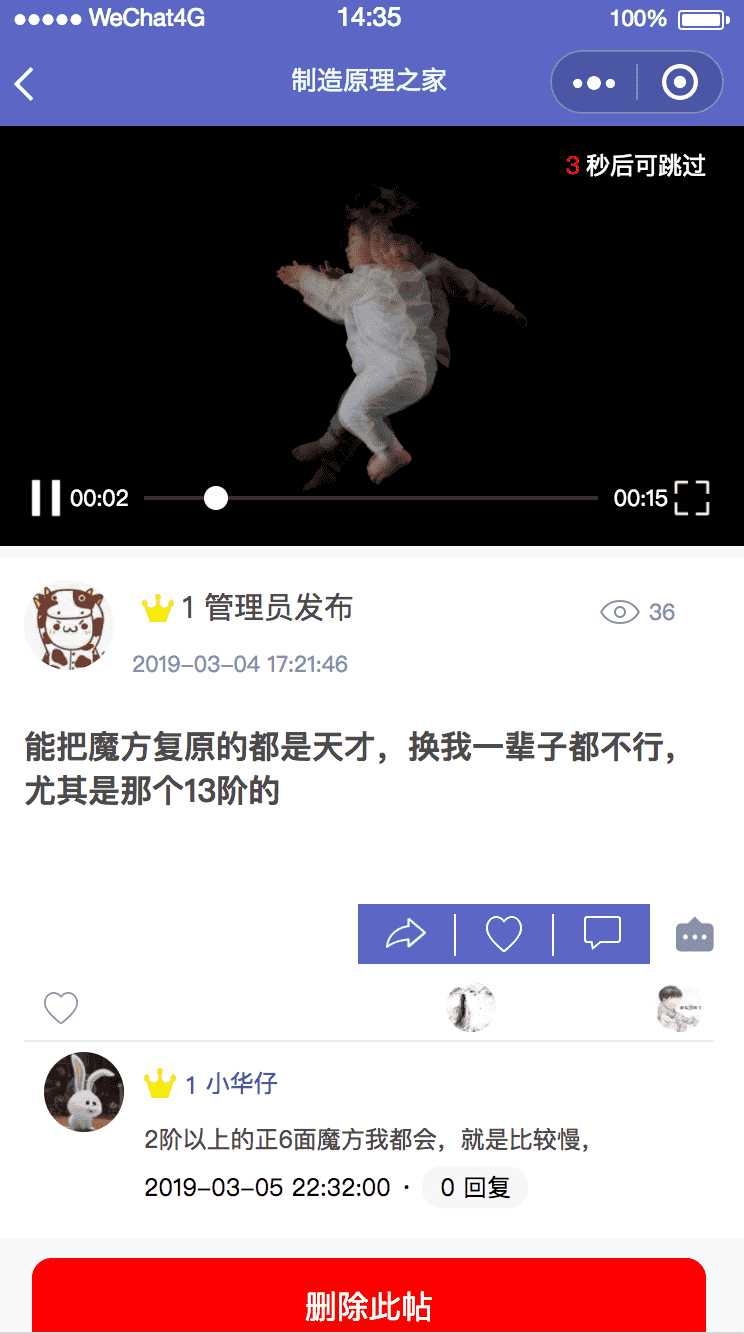 WeChat4G 14:35 100%
制造原理之家
3 秒后可跳过
00:02 00:15
1 管理员发布 36
2019-03-04 17:21:46
能把魔方复原的都是天才，换我一辈子都不行，
尤其是那个13阶的
1 小华仔
2阶以上的正6面魔方我都会，就是比较慢，
2019-03-05 22:32:00 · 0 回复
删除此帖